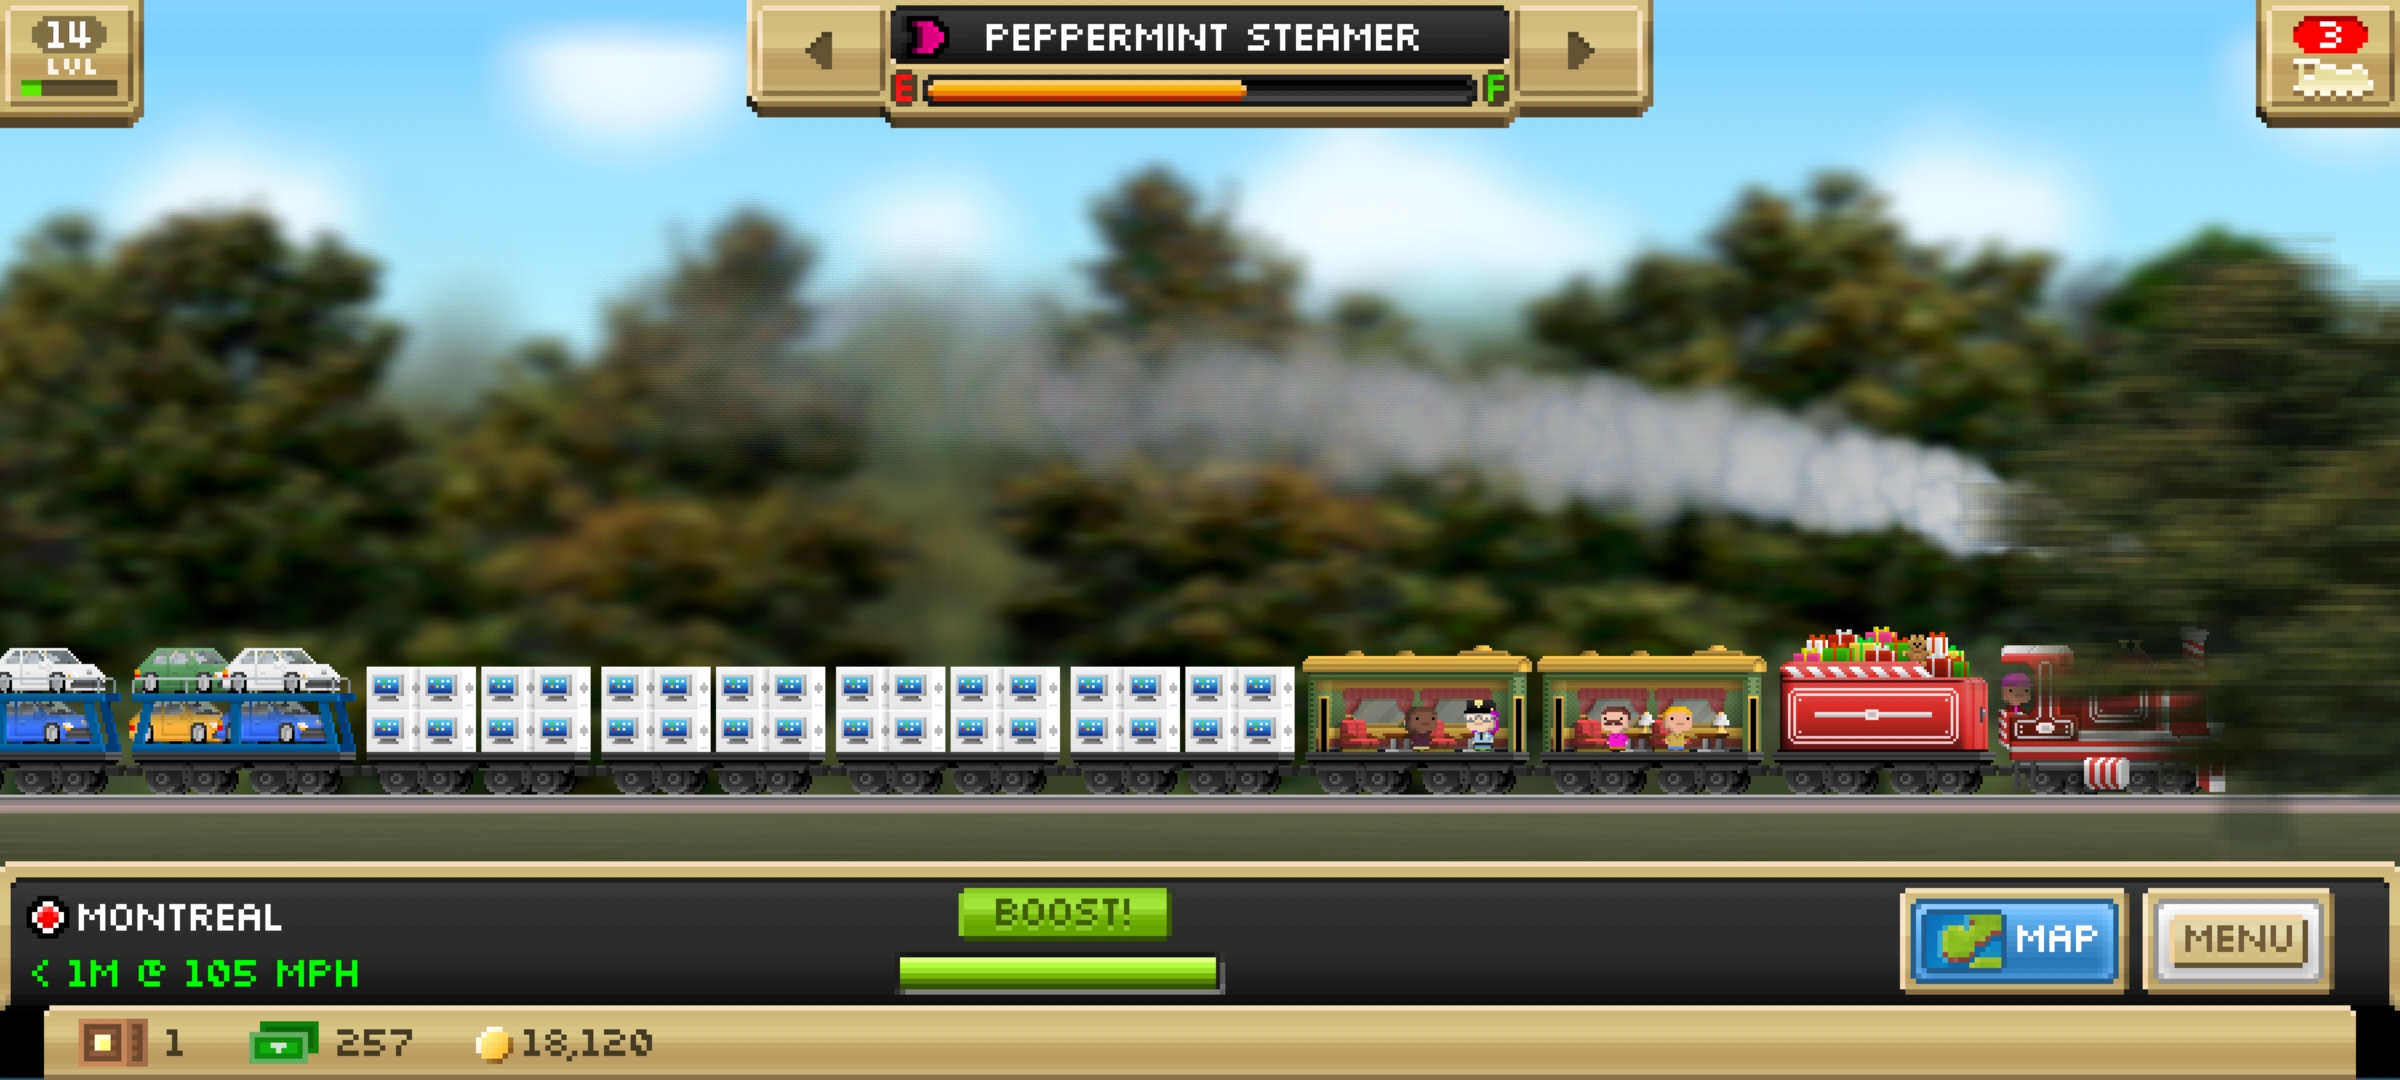 14
LVL
PEPPERMINT STEAMER
E F
3
MONTREAL
< 1M @ 105 MPH
BOOST!
MAP
MENU
1
257
18,120